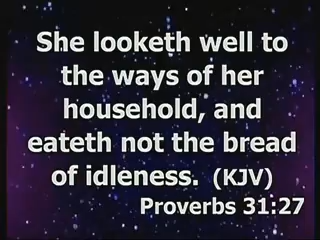 She looketh well to
the ways of her
household, and
eateth not the bread
of idleness. (KJV)
Proverbs 31:27